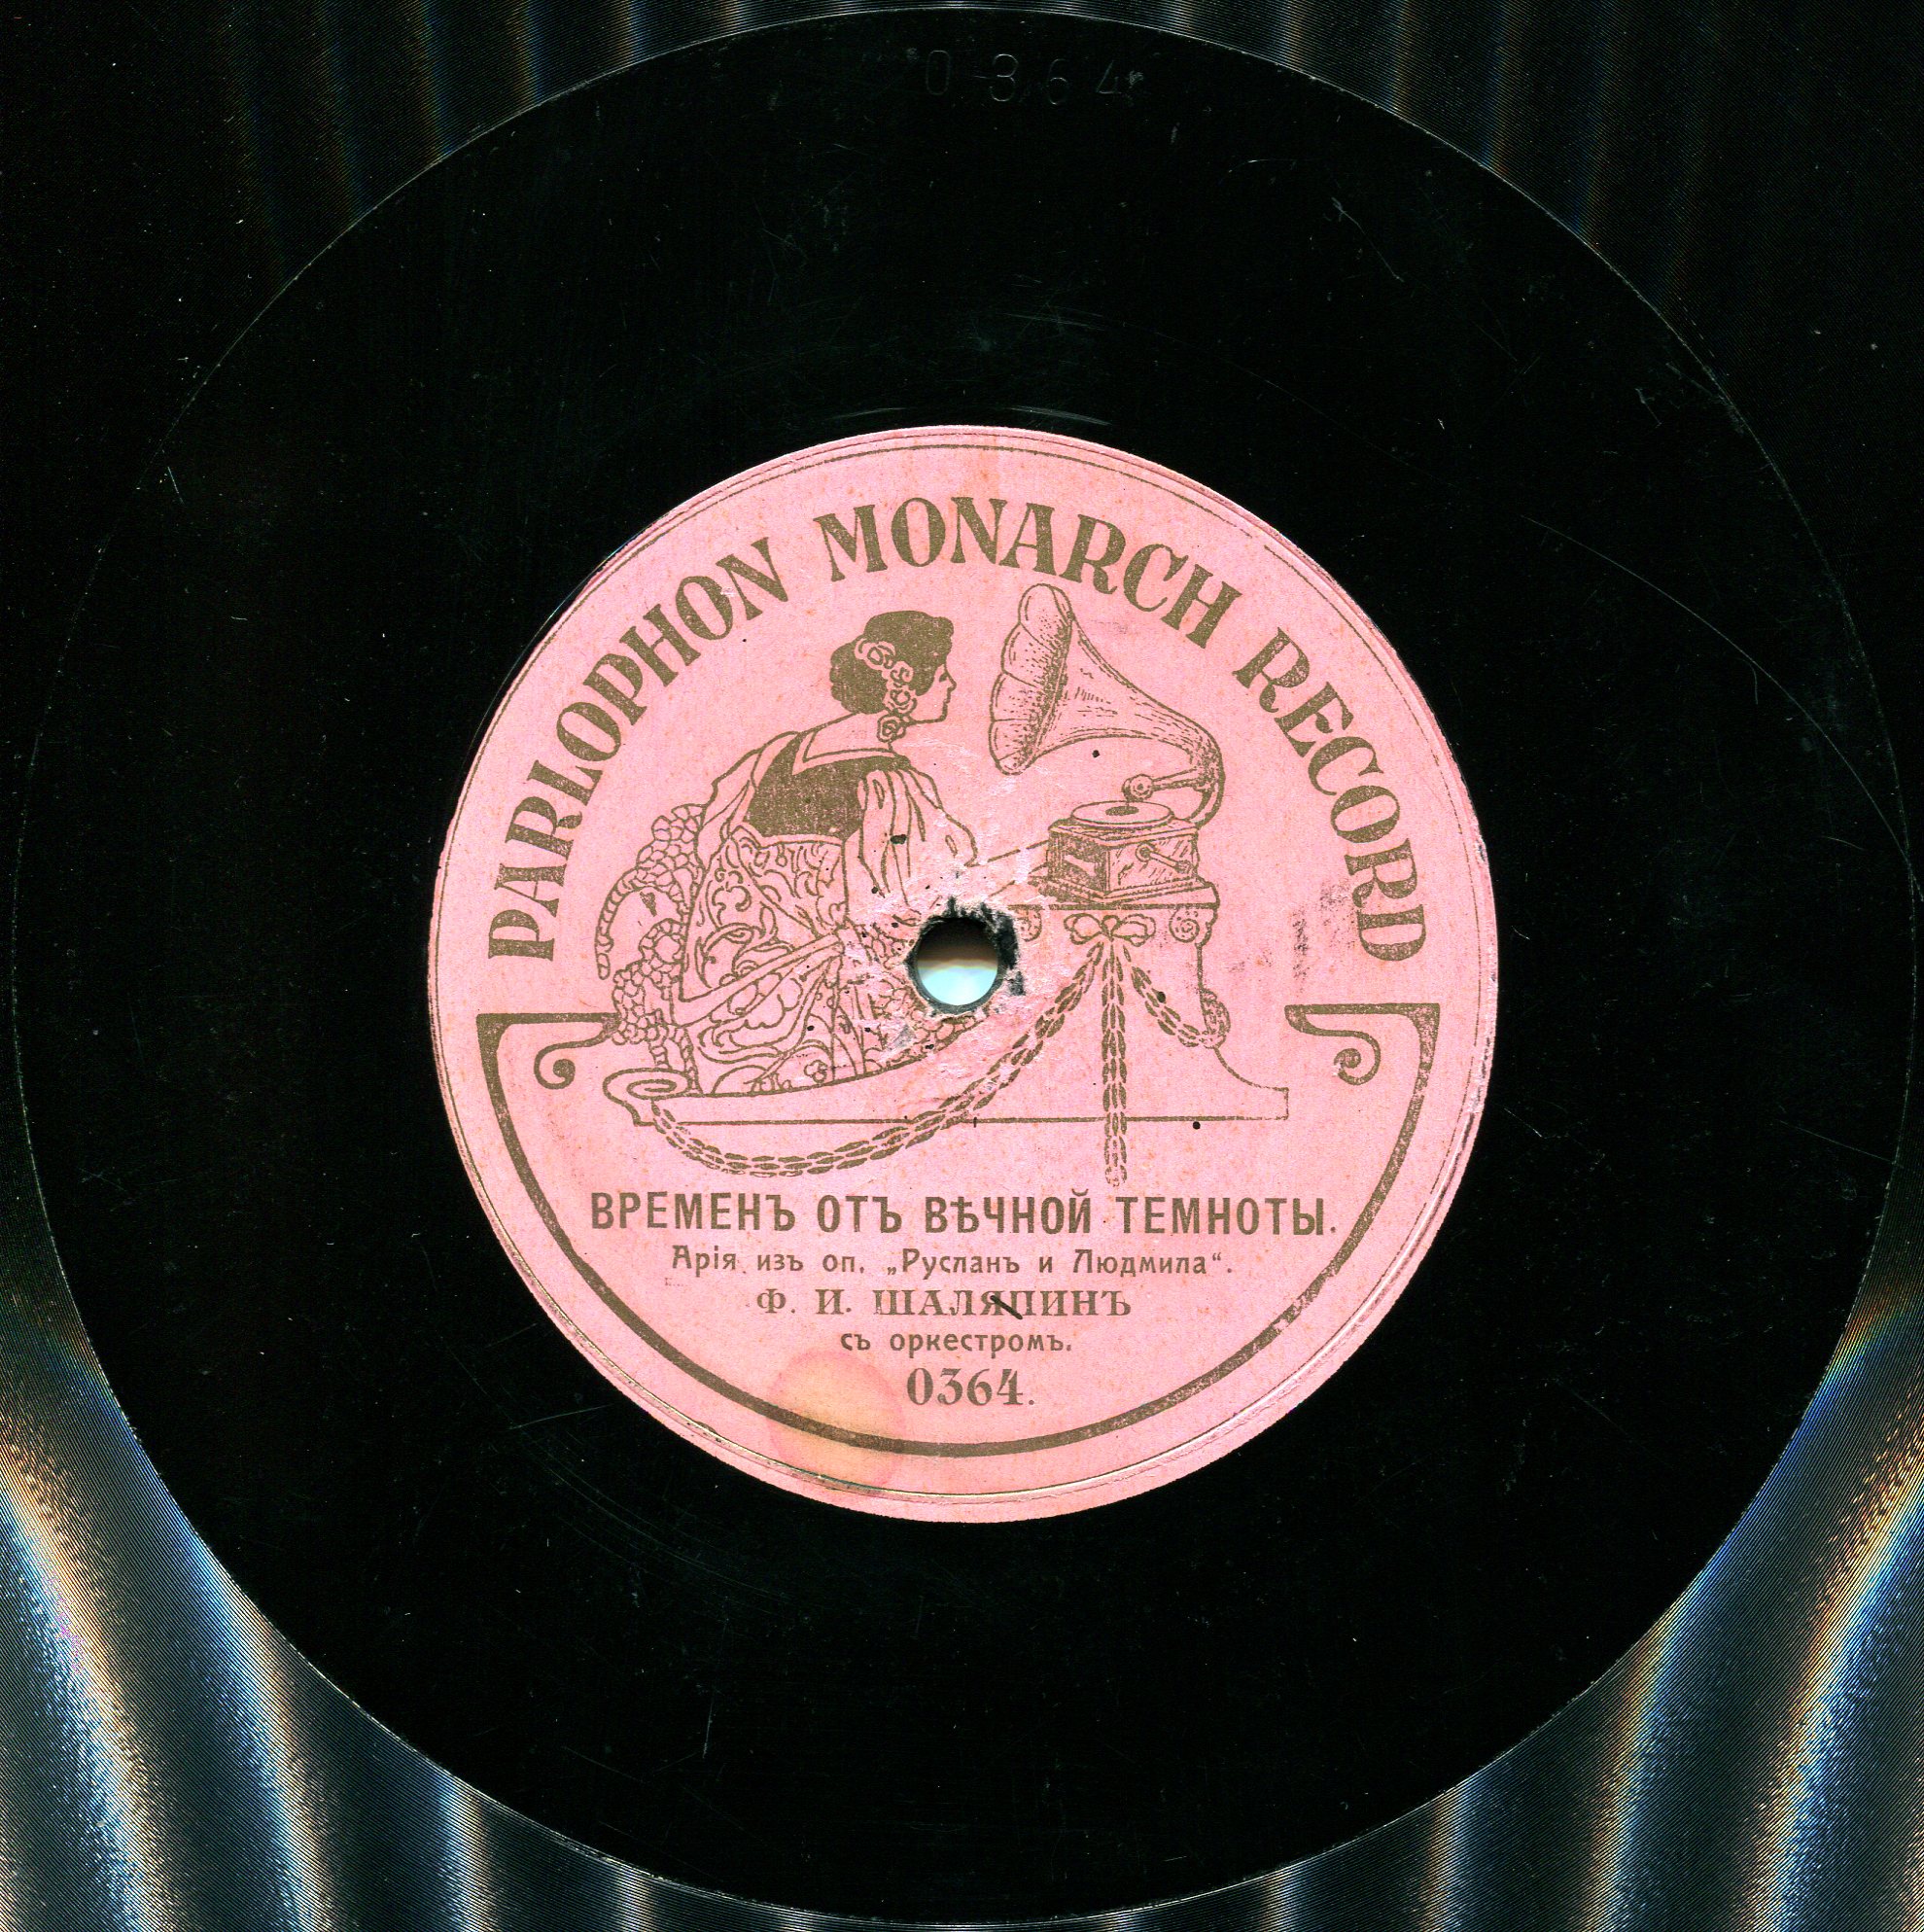 0364
PARLOPHON MONARCH RECORD
ВРЕМЕНЪ ОТЪ ВѢЧНОЙ ТЕМНОТЫ.
Арія изъ оп. „Русланъ и Людмила“.
Ф. И. ШАЛЯПИНЪ
съ оркестромъ.
0364.